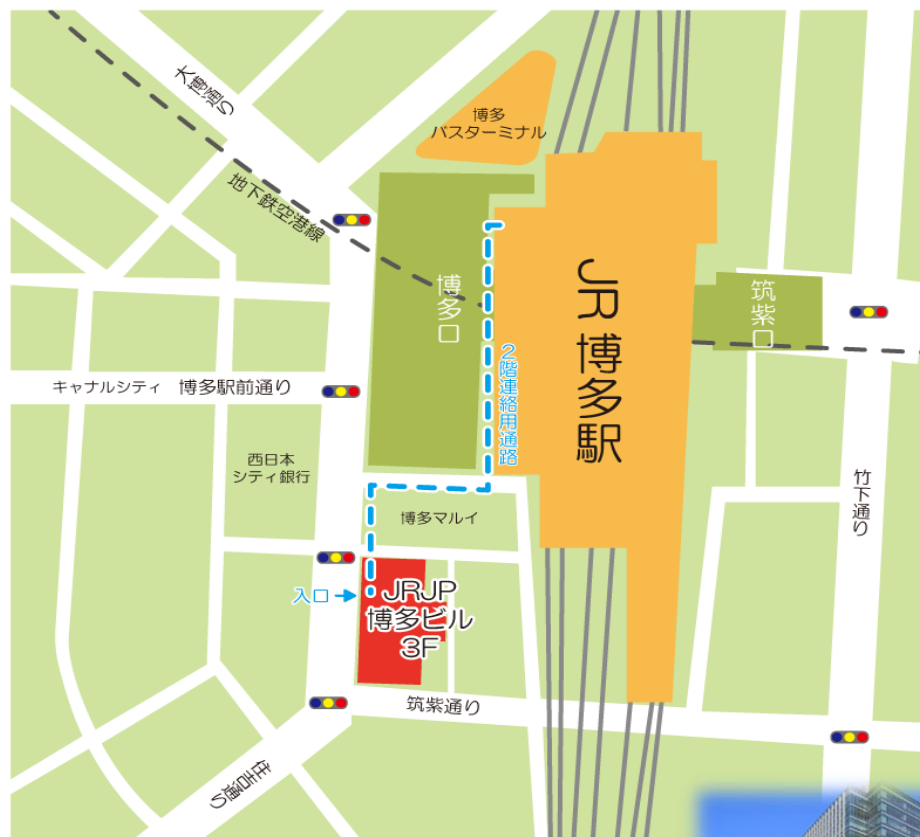 大博通り
博多
バスターミナル
地下鉄空港線
博多口
JR 博多駅
筑紫口
2階連絡用通路
キャナルシティ 博多駅前通り
西日本
シティ銀行
博多マルイ
竹下通り
入口
JRJP
博多ビル
3F
筑紫通り
住吉通り